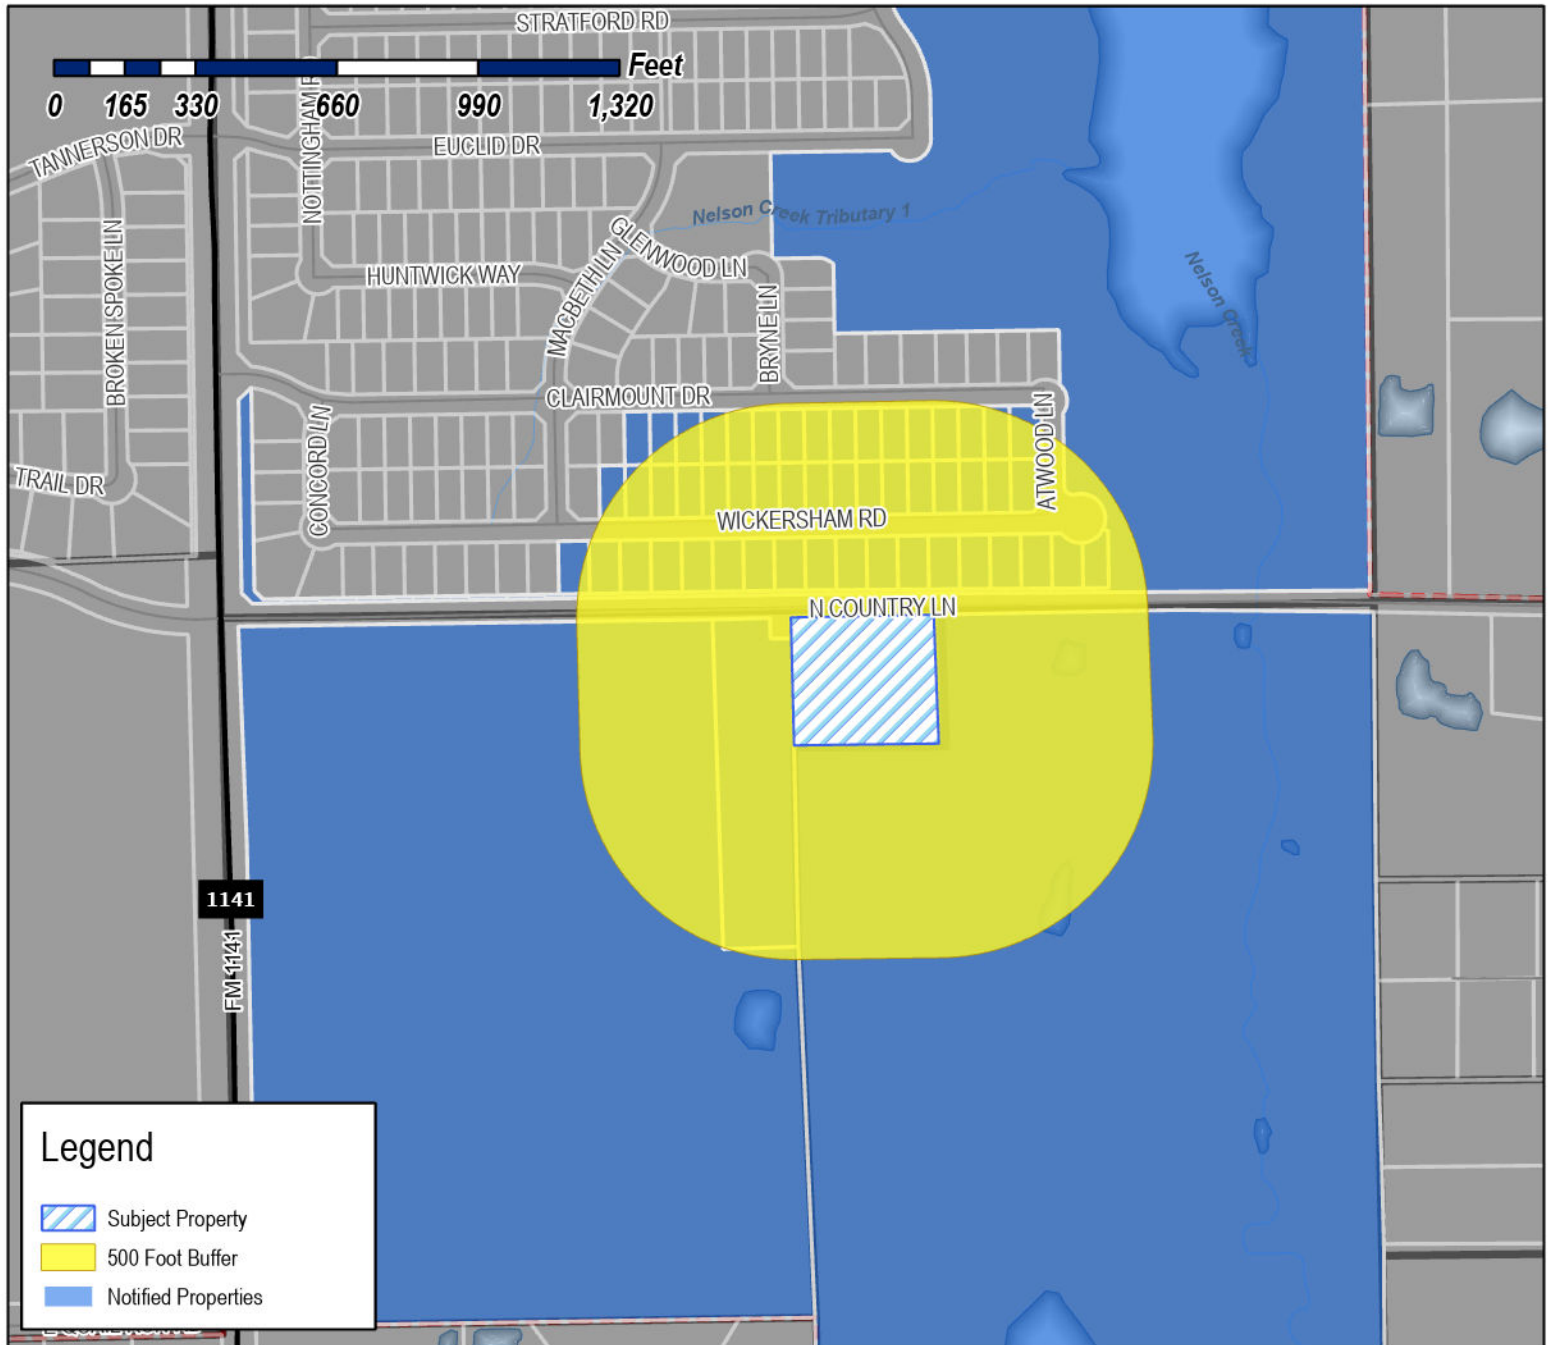 STRATFORD RD
Feet
0 165 330 660 990 1,320
TANNERSON DR
EUCLID DR
Nelson Creek Tributary 1
GLENWOOD LN
HUNTWICK WAY
MACBETH LN
BROKEN SPOKE LN
BRYNE LN
Nelson Creek
CLAIRMOUNT DR
CONCORD LN
ATWOOD LN
TRAIL DR
WICKERSHAM RD
N COUNTRY LN
1141
FM 1141
Legend
Subject Property
500 Foot Buffer
Notified Properties